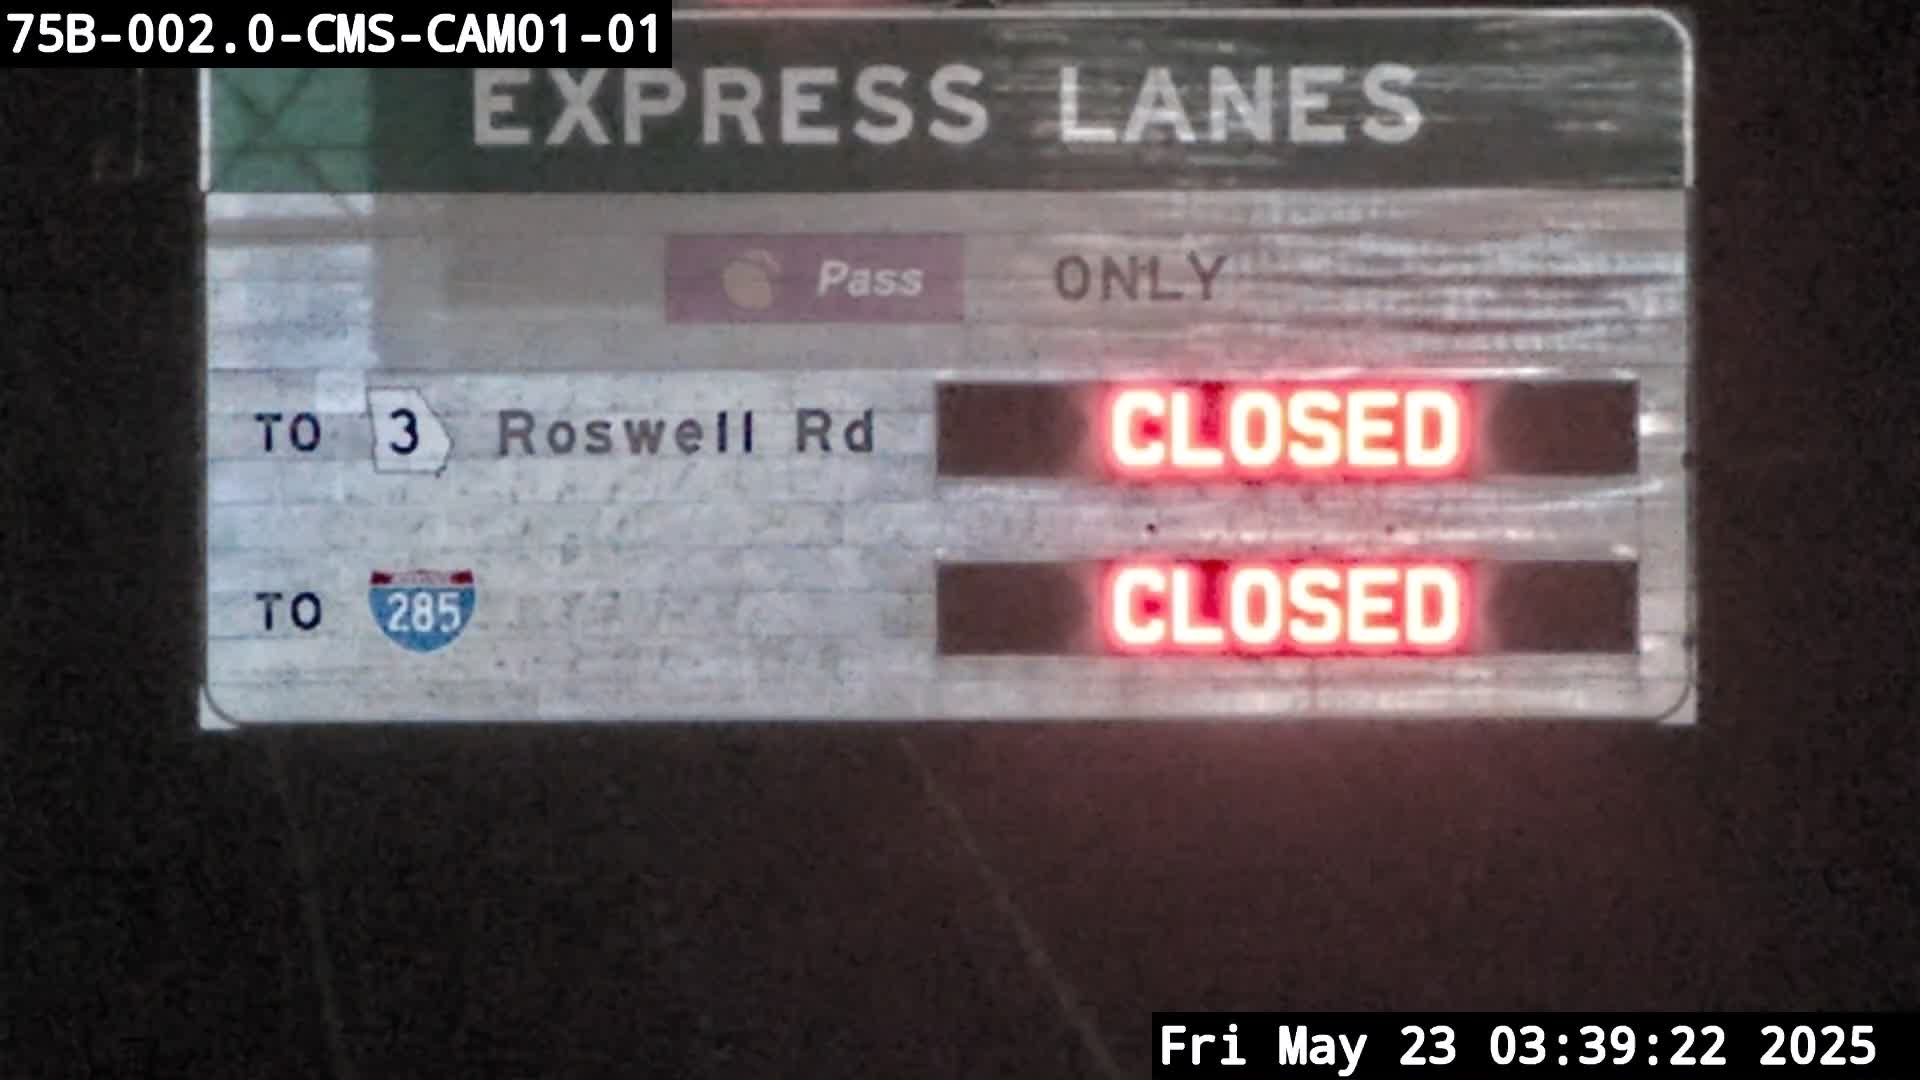 75B-002.0-CMS-CAM01-01
EXPRESS LANES
Pass ONLY
TO 3 Roswell Rd CLOSED
TO 285 CLOSED
Fri May 23 03:39:22 2025